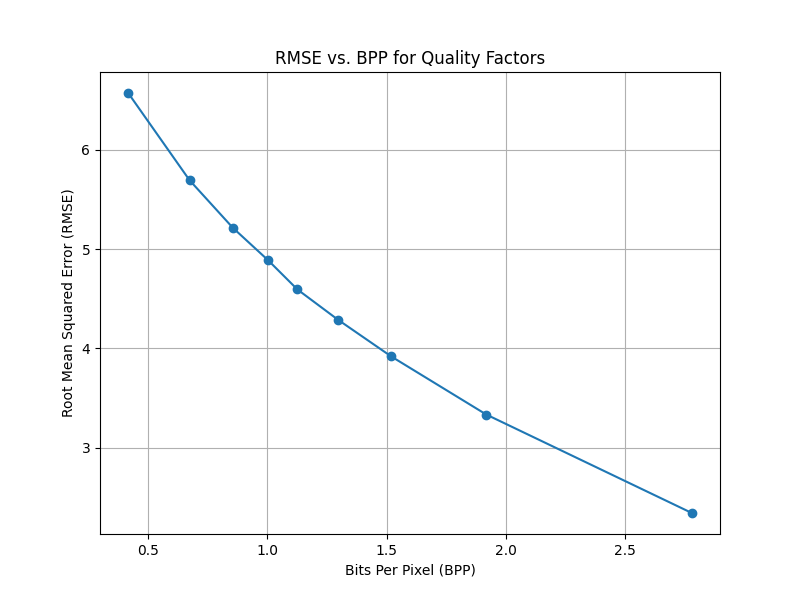 RMSE vs. BPP for Quality Factors
Root Mean Squared Error (RMSE)
6
5
4
3
0.5 1.0 1.5 2.0 2.5
Bits Per Pixel (BPP)